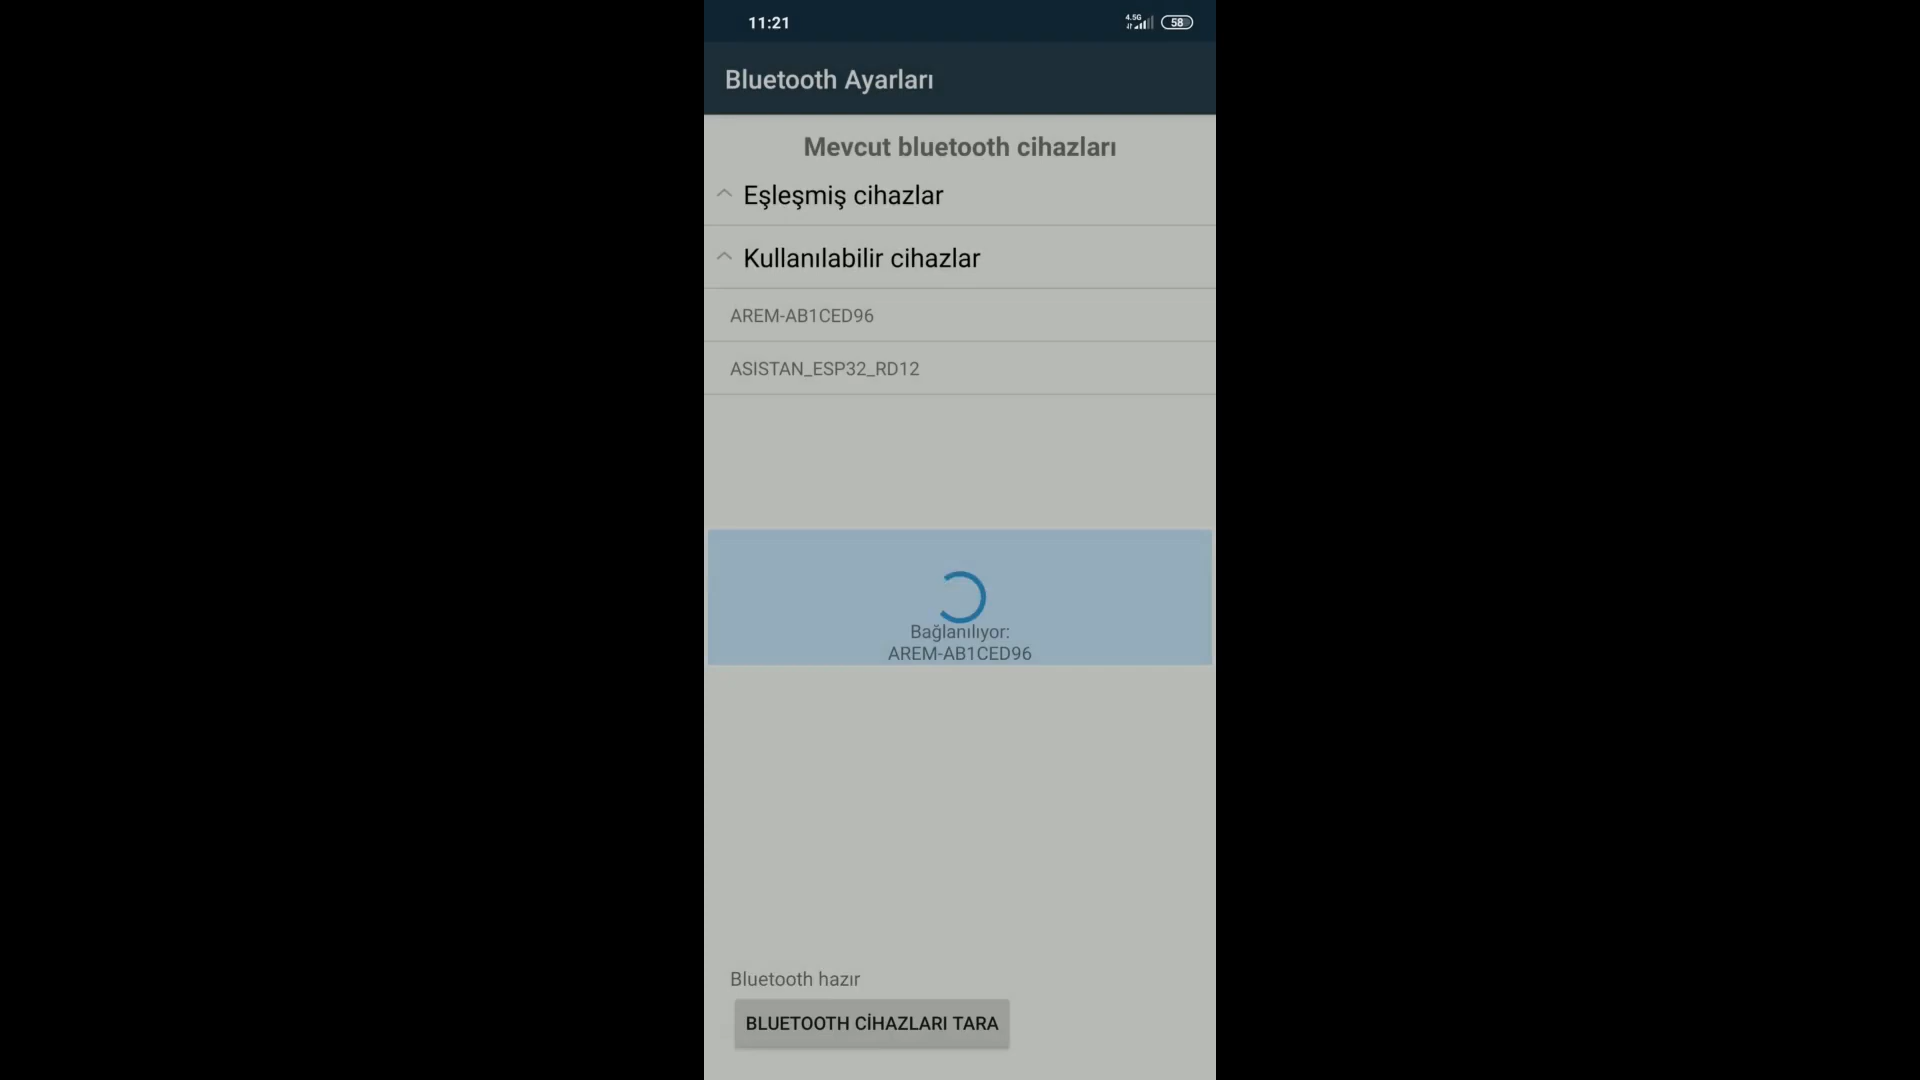 11:21
4.5G
58
Bluetooth Ayarları
Mevcut bluetooth cihazları
Eşleşmiş cihazlar
Kullanılabilir cihazlar
AREM-AB1CED96
ASISTAN_ESP32_RD12
Bağlanılıyor:
AREM-AB1CED96
Bluetooth hazır
BLUETOOTH CİHAZLARI TARA